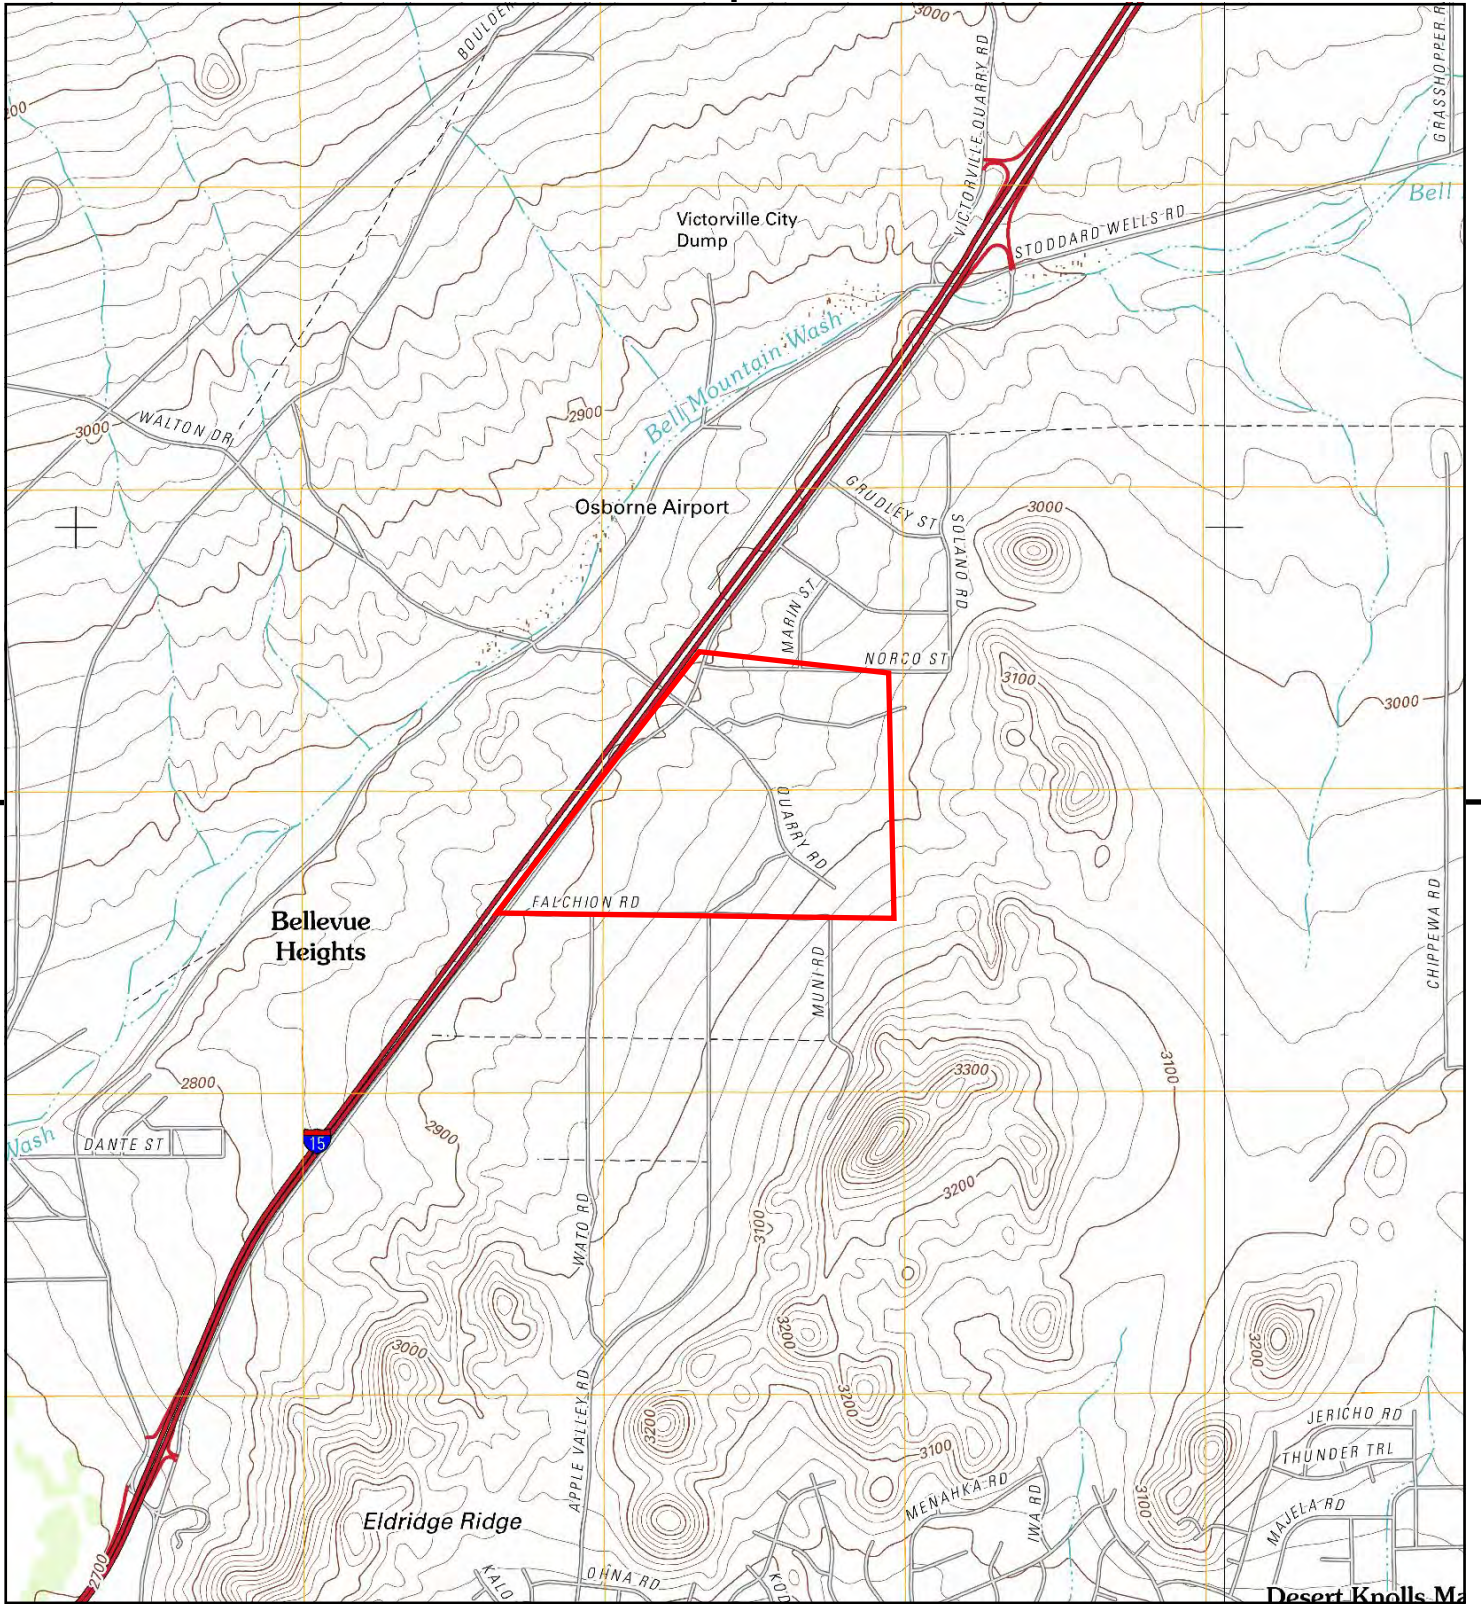 3000
BOULDER
VICTORVILLE QUARRY RD
GRASSHOPPER R
Bell
Victorville City
Dump
STODDARD WELLS RD
Bell Mountain Wash
2900
WALTON DR
3000
Osborne Airport
GRUDLEY ST
SOLANO RD
3000
MARIN ST
NORCO ST
3100
3000
QUARRY RD
FALCHION RD
Bellevue
Heights
MUNI RD
CHIPPEWA RD
2800
3300
3100
2900
Wash
DANTE ST
15
3200
3100
WATO RD
3000
3200
3200
3200
3200
APPLE VALLEY RD
3100
JERICHO RD
THUNDER TRL
MENAHKA RD
IWA RD
3100
MAJELA RD
Eldridge Ridge
2700
KALO
OHNA RD
Desert Knolls Ma